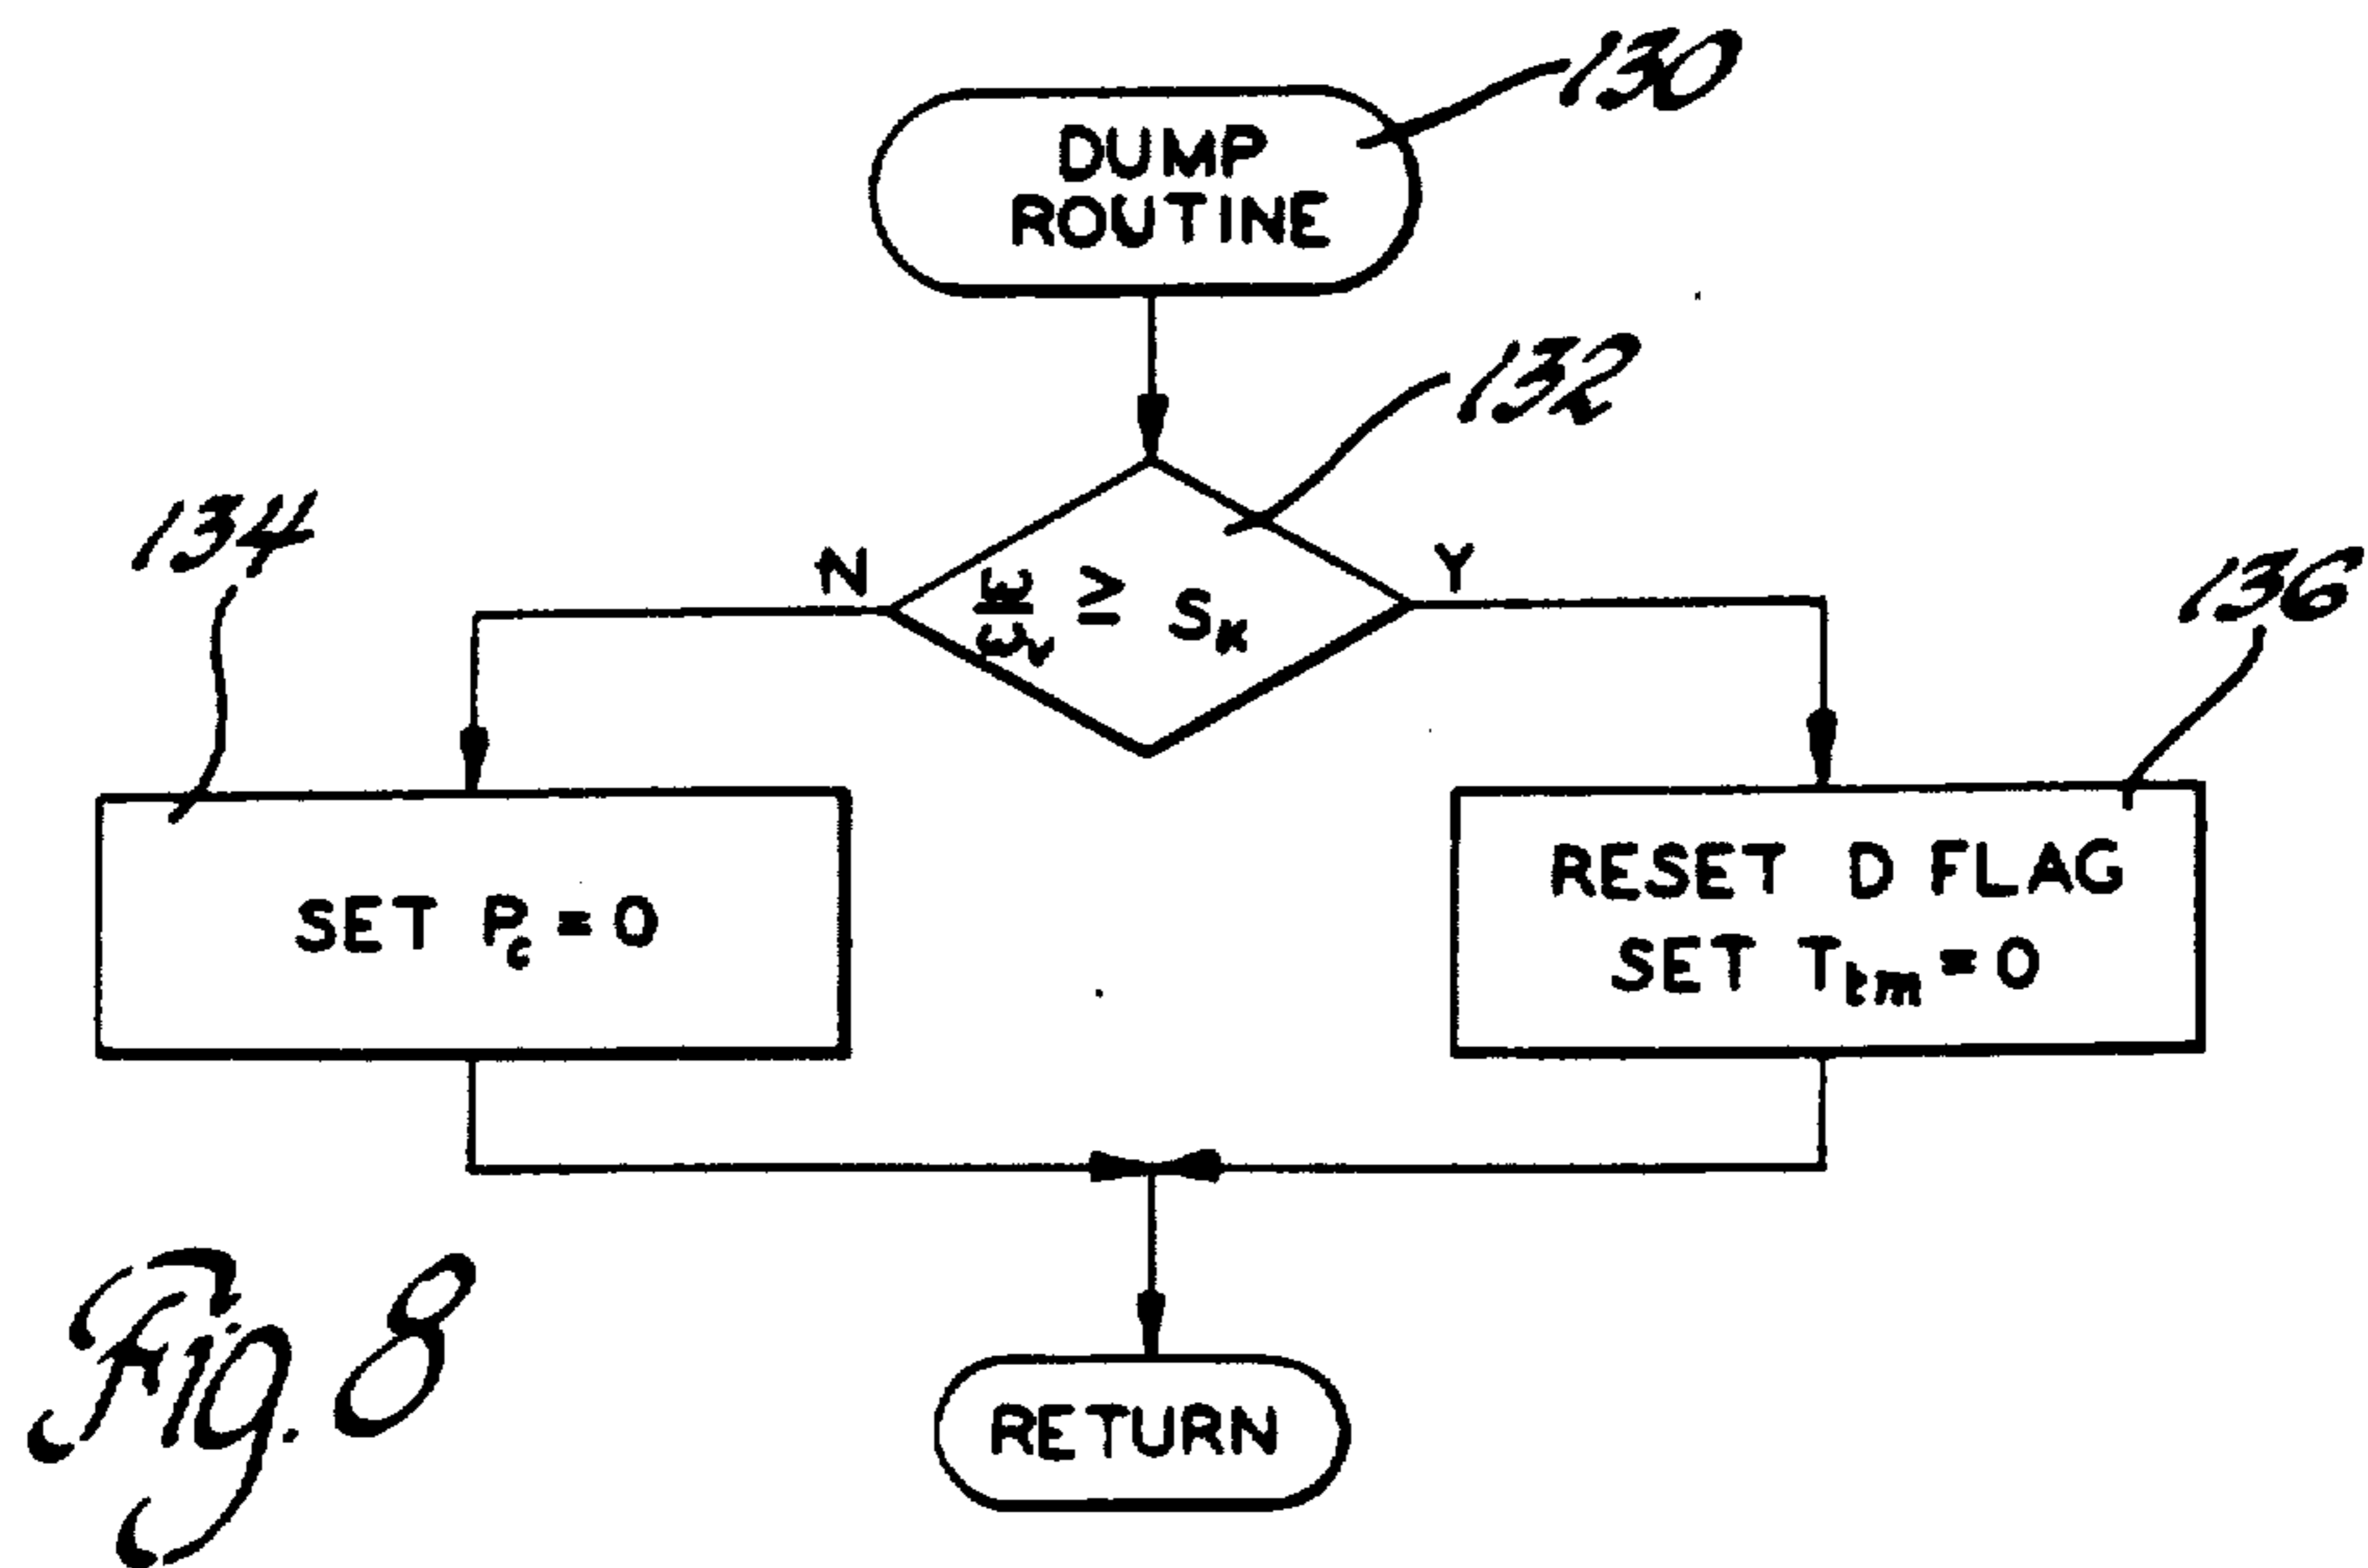 130
DUMP
ROUTINE
132
134
N
ω/ωv ≥ Sk
Y
136
SET Pc = 0
RESET D FLAG
SET Ttm = 0
RETURN
Fig. 8